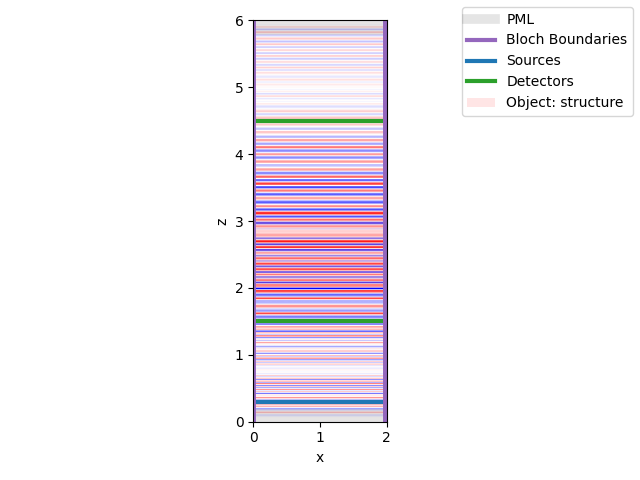 PML
Bloch Boundaries
Sources
Detectors
Object: structure
6
5
4
3
2
1
0
z
0 1 2
x